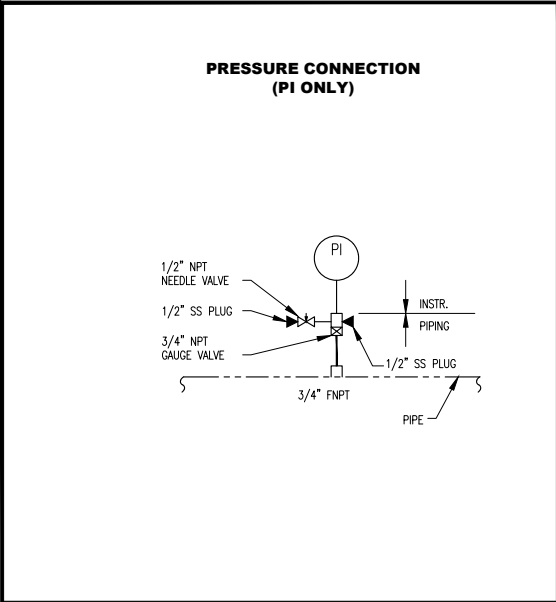 PRESSURE CONNECTION
(PI ONLY)
PI
1/2" NPT
NEEDLE VALVE
1/2" SS PLUG
3/4" NPT
GAUGE VALVE
INSTR.
PIPING
1/2" SS PLUG
3/4" FNPT
PIPE